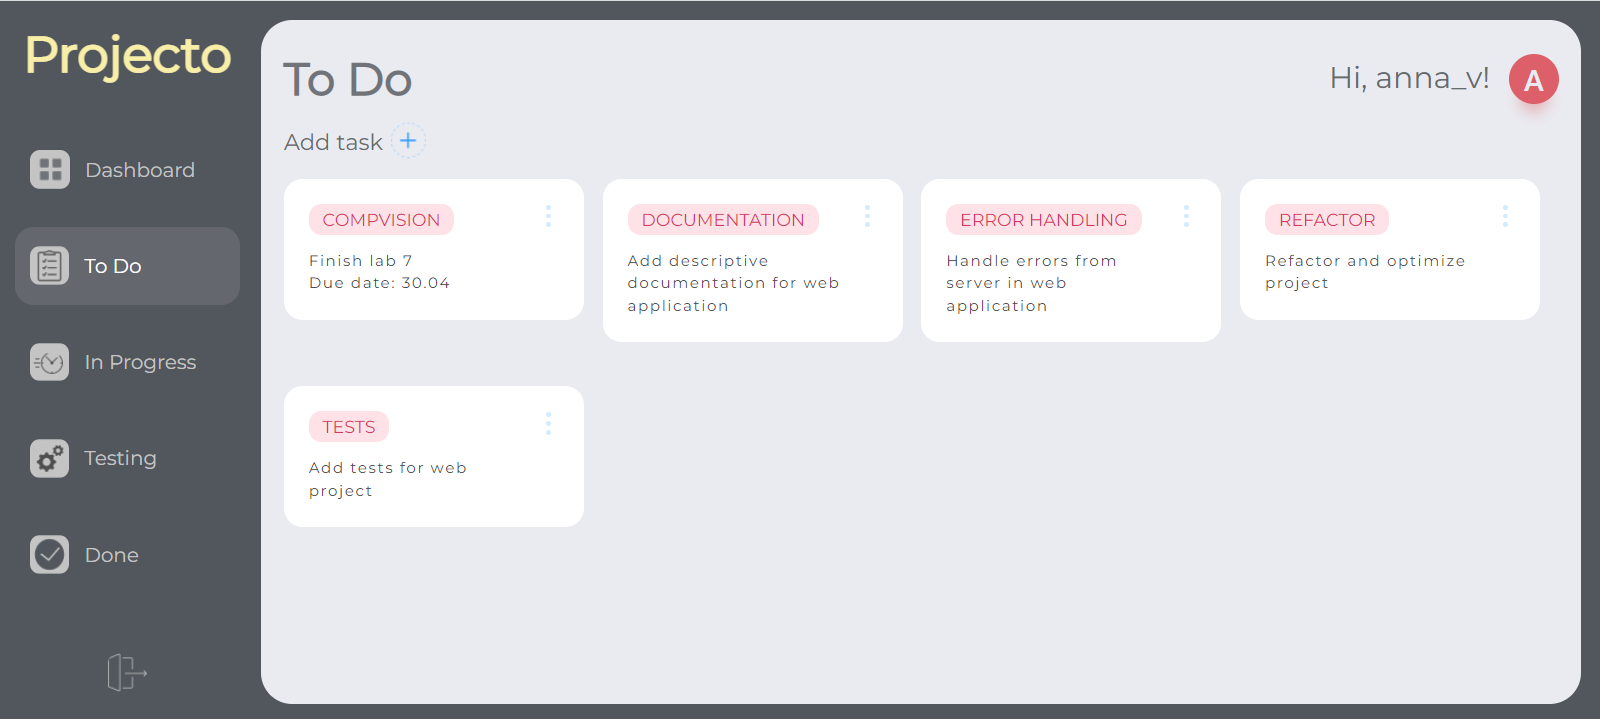 Projecto
Dashboard
To Do
In Progress
Testing
Done
To Do
Hi, anna_v!
A
Add task
COMPVISION
Finish lab 7
Due date: 30.04
DOCUMENTATION
Add descriptive
documentation for web
application
ERROR HANDLING
Handle errors from
server in web
application
REFACTOR
Refactor and optimize
project
TESTS
Add tests for web
project